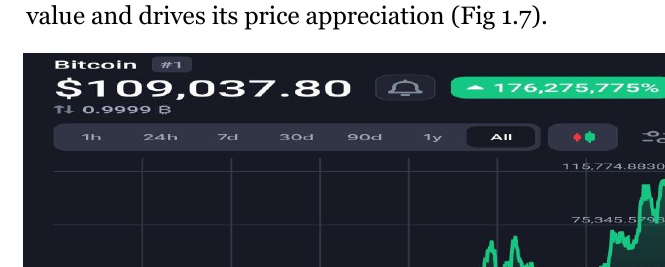 value and drives its price appreciation (Fig 1.7).
Bitcoin #1
$109,037.80 ▲ 176,275,775%
↑↓ 0.9999 ₿
1h 24h 7d 30d 90d 1y All
115,774.8830
75,345.5793